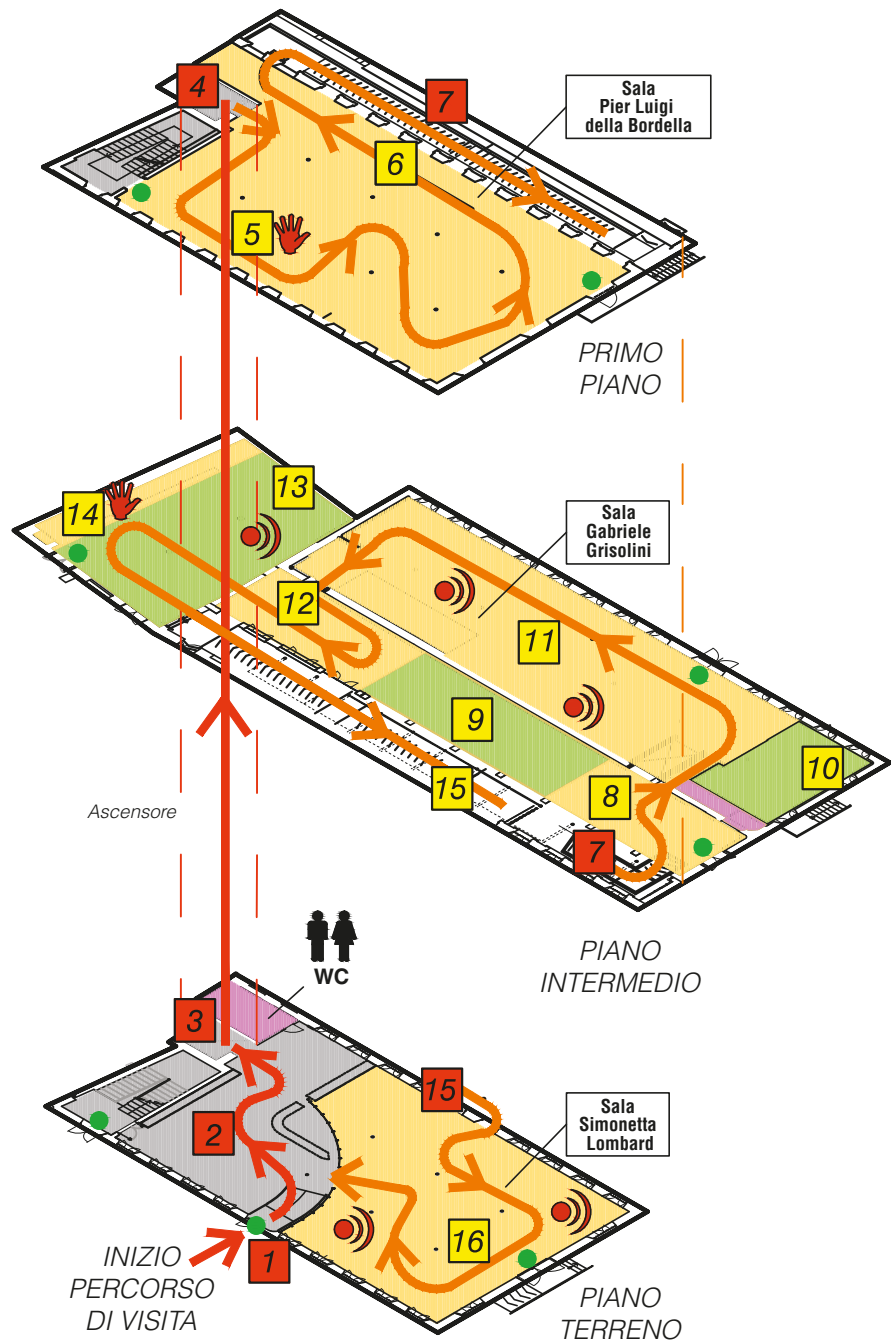 4
7
Sala
Pier Luigi
della Bordella
6
5
PRIMO
PIANO
13
14
Sala
Gabriele
Grisolini
12
11
9
10
8
15
7
Ascensore
PIANO
INTERMEDIO
WC
3
15
Sala
Simonetta
Lombard
2
16
1
INIZIO
PERCORSO
DI VISITA
PIANO
TERRENO